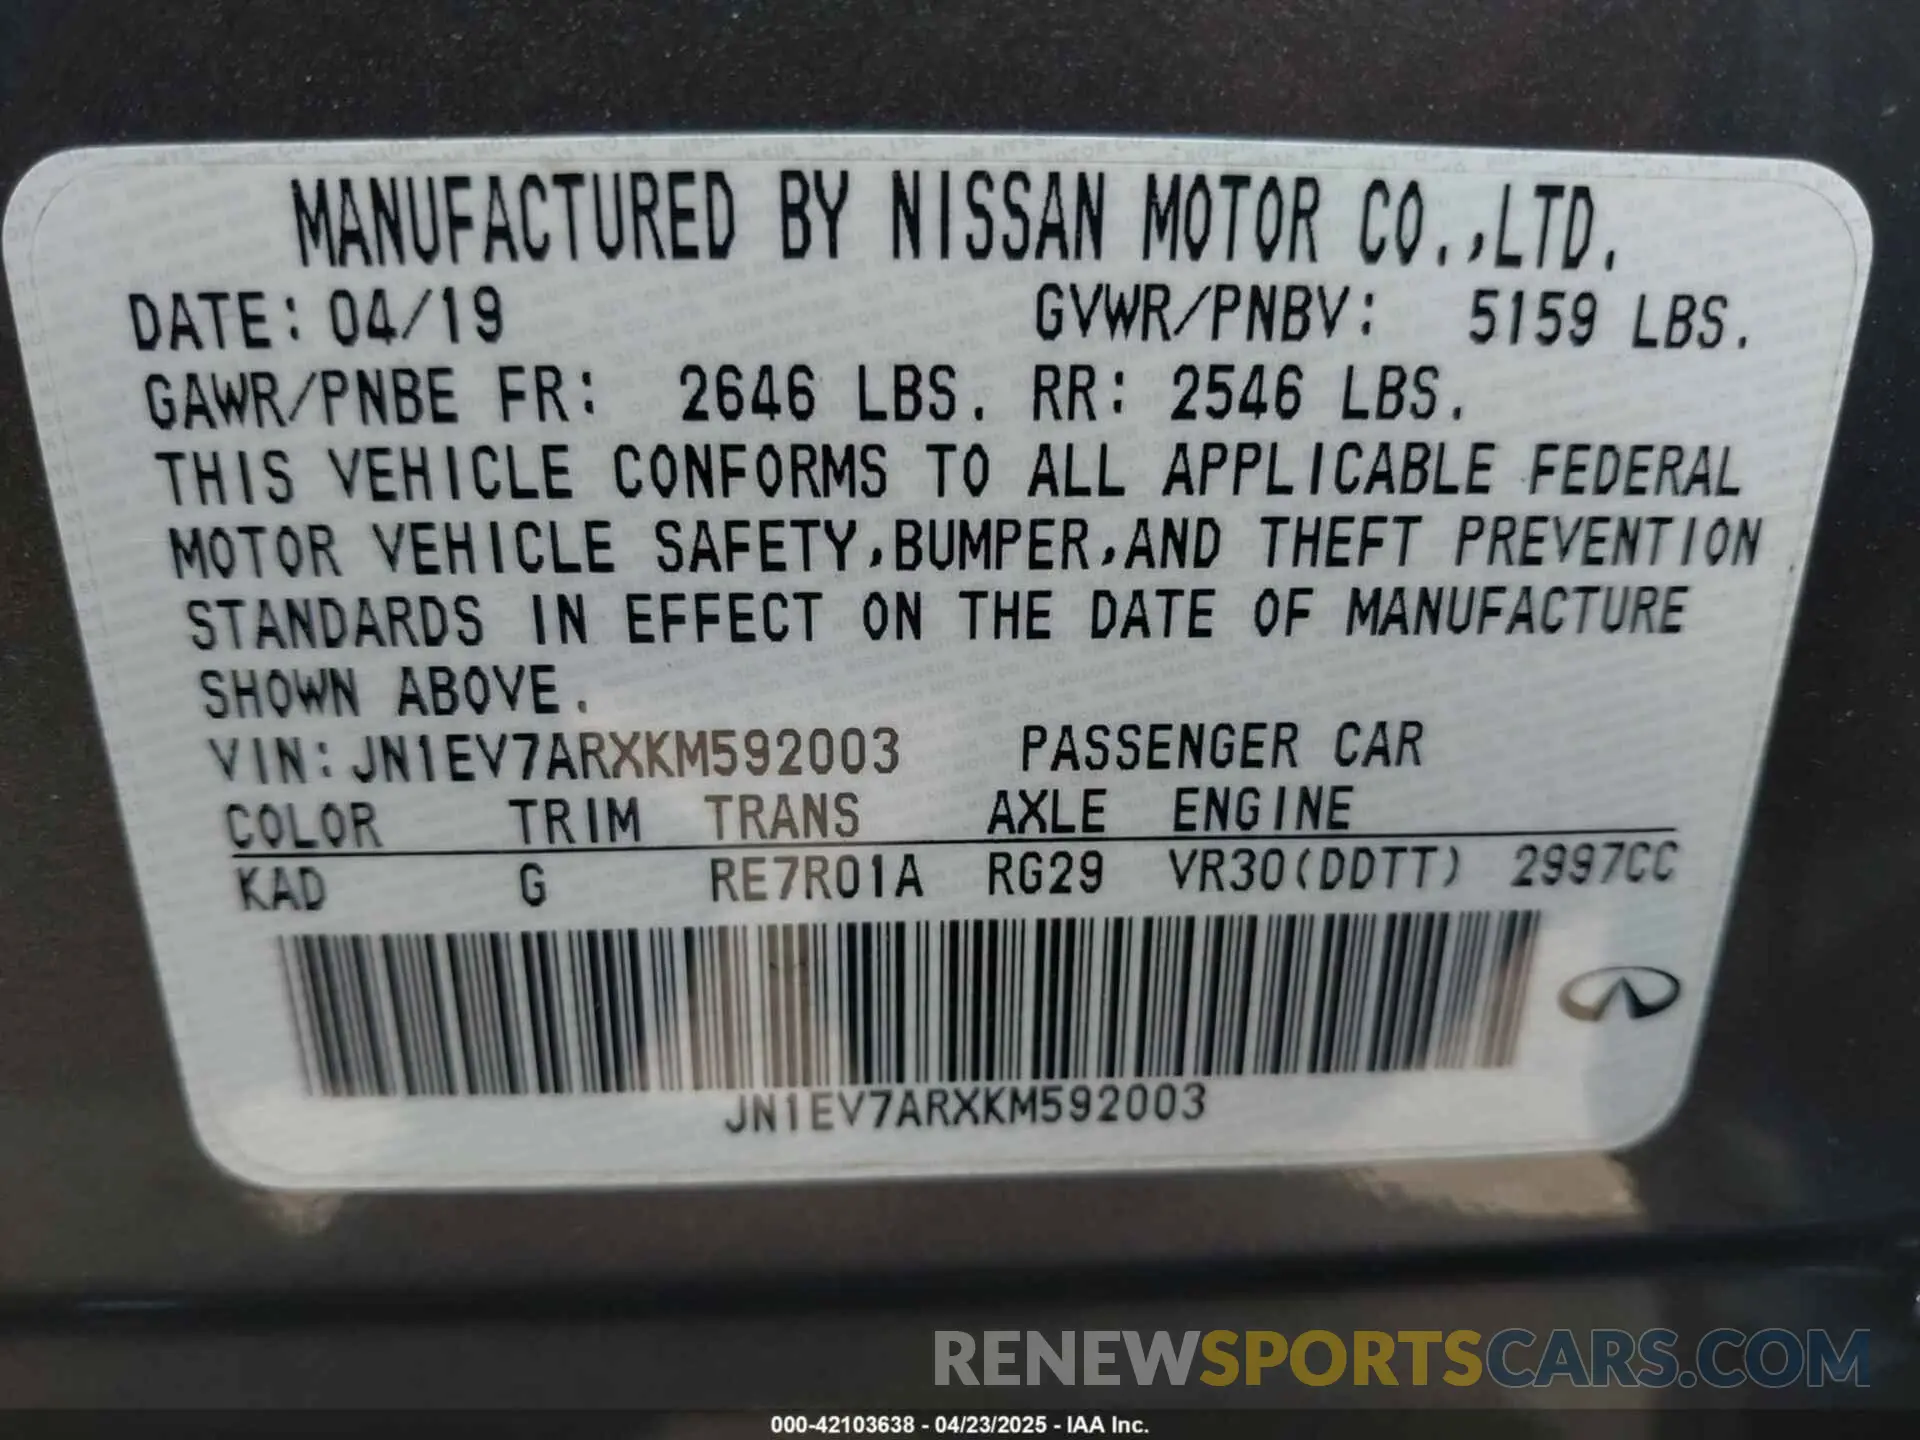 MANUFACTURED BY NISSAN MOTOR CO.,LTD.
DATE: 04/19 GVWR/PNBV: 5159 LBS.
GAWR/PNBE FR: 2646 LBS. RR: 2546 LBS.
THIS VEHICLE CONFORMS TO ALL APPLICABLE FEDERAL
MOTOR VEHICLE SAFETY,BUMPER,AND THEFT PREVENTION
STANDARDS IN EFFECT ON THE DATE OF MANUFACTURE
SHOWN ABOVE.
VIN:JN1EV7ARXKM592003 PASSENGER CAR
COLOR TRIM TRANS AXLE ENGINE
KAD G RE7R01A RG29 VR30(DDTT) 2997CC
JN1EV7ARXKM592003
RENEWSPORTSCARS.COM
000-42103638 - 04/23/2025 - IAA Inc.